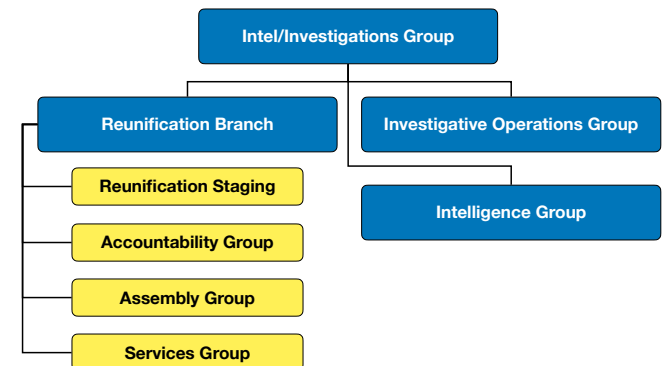 Intel/Investigations Group
Reunification Branch
Investigative Operations Group
Reunification Staging
Intelligence Group
Accountability Group
Assembly Group
Services Group